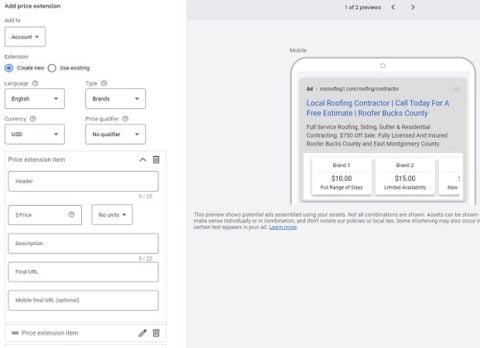 Add price extension
Add to
Account
Extension
Create new
Use existing
Language
Type
English
Brands
Currency
Price qualifier
USD
No qualifier
Price extension item
Header
0 / 25
$ Price
No units
Description
0 / 25
Final URL
Mobile final URL (optional)
Price extension item
1 of 2 previews
Mobile
Ad · msroofing1.com/roofing/contractor
Local Roofing Contractor | Call Today For A
Free Estimate | Roofer Bucks County
Full Service Roofing, Siding, Gutter & Residential
Contracting. $750 Off Sale. Fully Licensed And Insured
Roofer Bucks County and East Montgomery County.
Brand 1
$10.00
Full Range of Sizes
Brand 2
$15.00
Limited Availability
New
This preview shows potential ads assembled using your assets. Not all combinations are shown. Assets can be shown
make sense individually or in combination, and don't violate our policies or local law. Some shortening may also occur in
certain text appears in your ad. Learn more